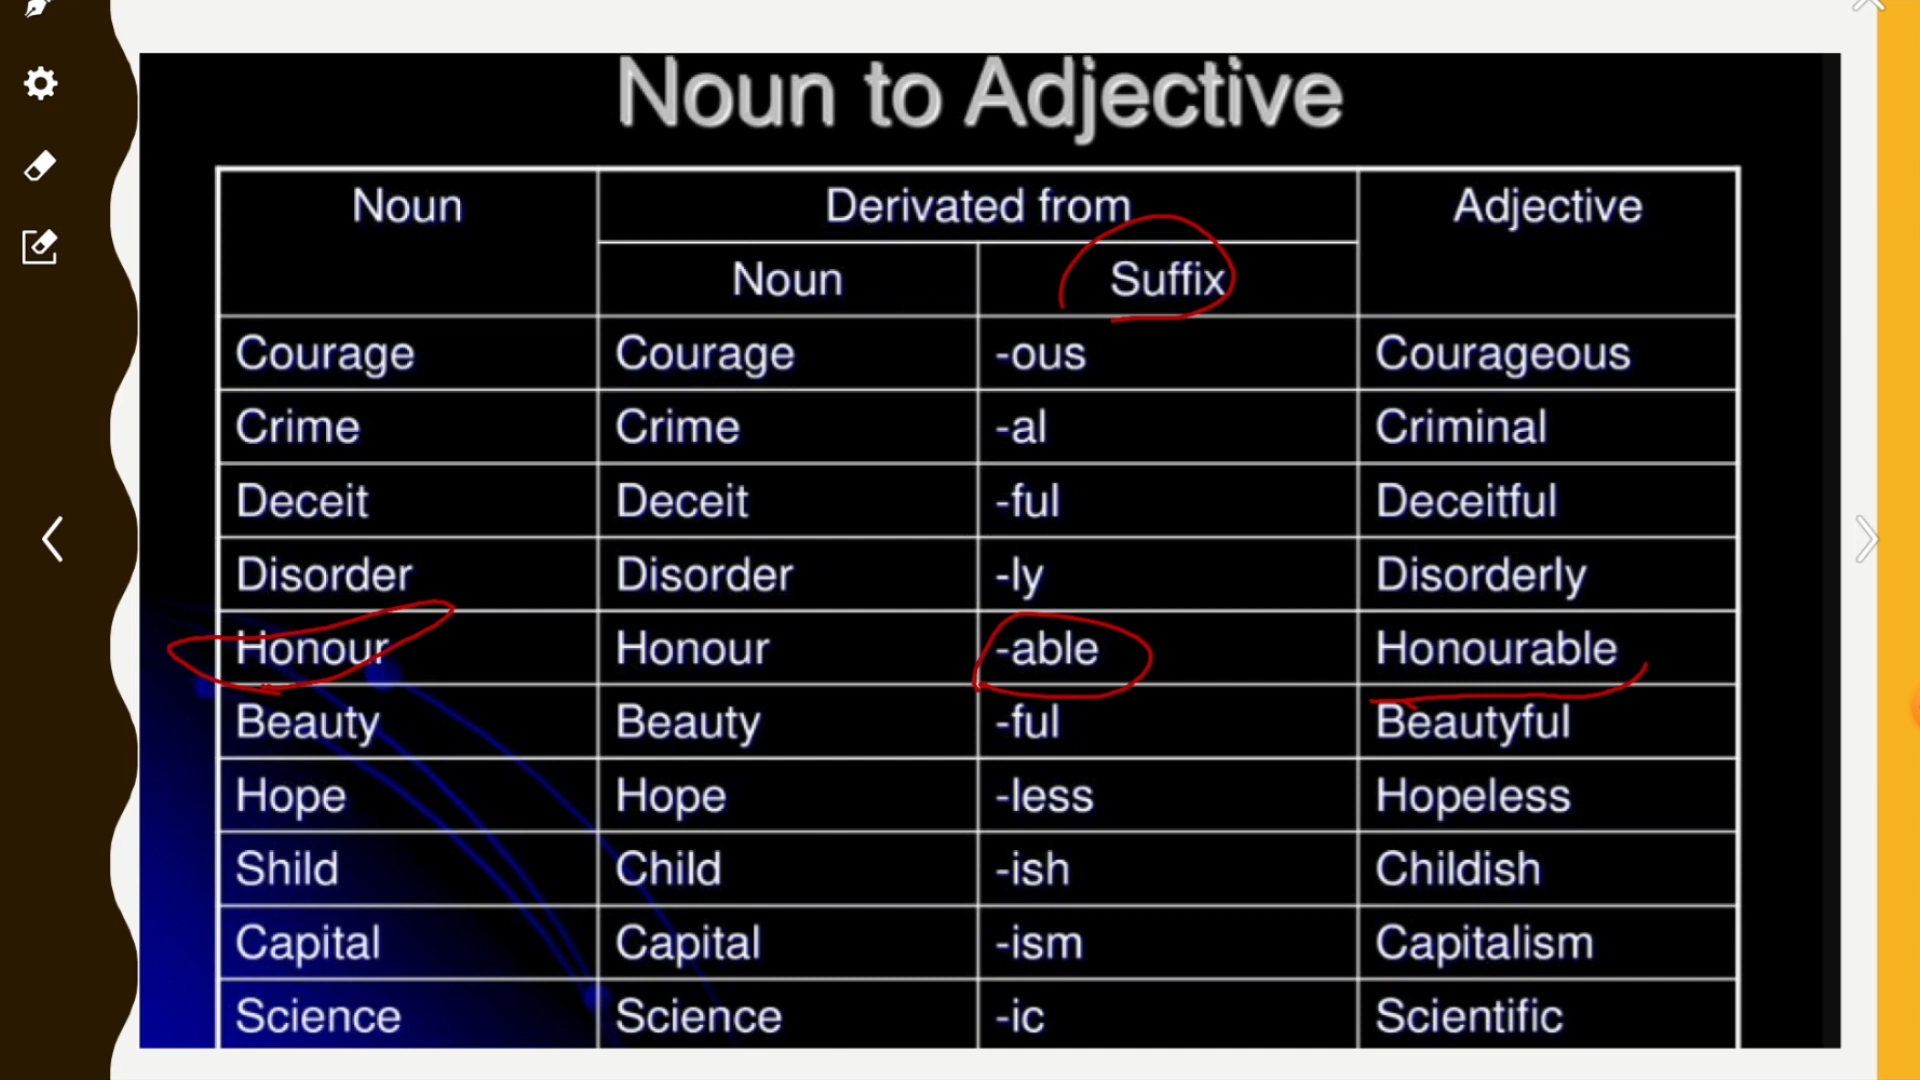 Noun to Adjective
Noun Derivated from Adjective
Noun Suffix
Courage Courage -ous Courageous
Crime Crime -al Criminal
Deceit Deceit -ful Deceitful
Disorder Disorder -ly Disorderly
Honour Honour -able Honourable
Beauty Beauty -ful Beautyful
Hope Hope -less Hopeless
Shild Child -ish Childish
Capital Capital -ism Capitalism
Science Science -ic Scientific